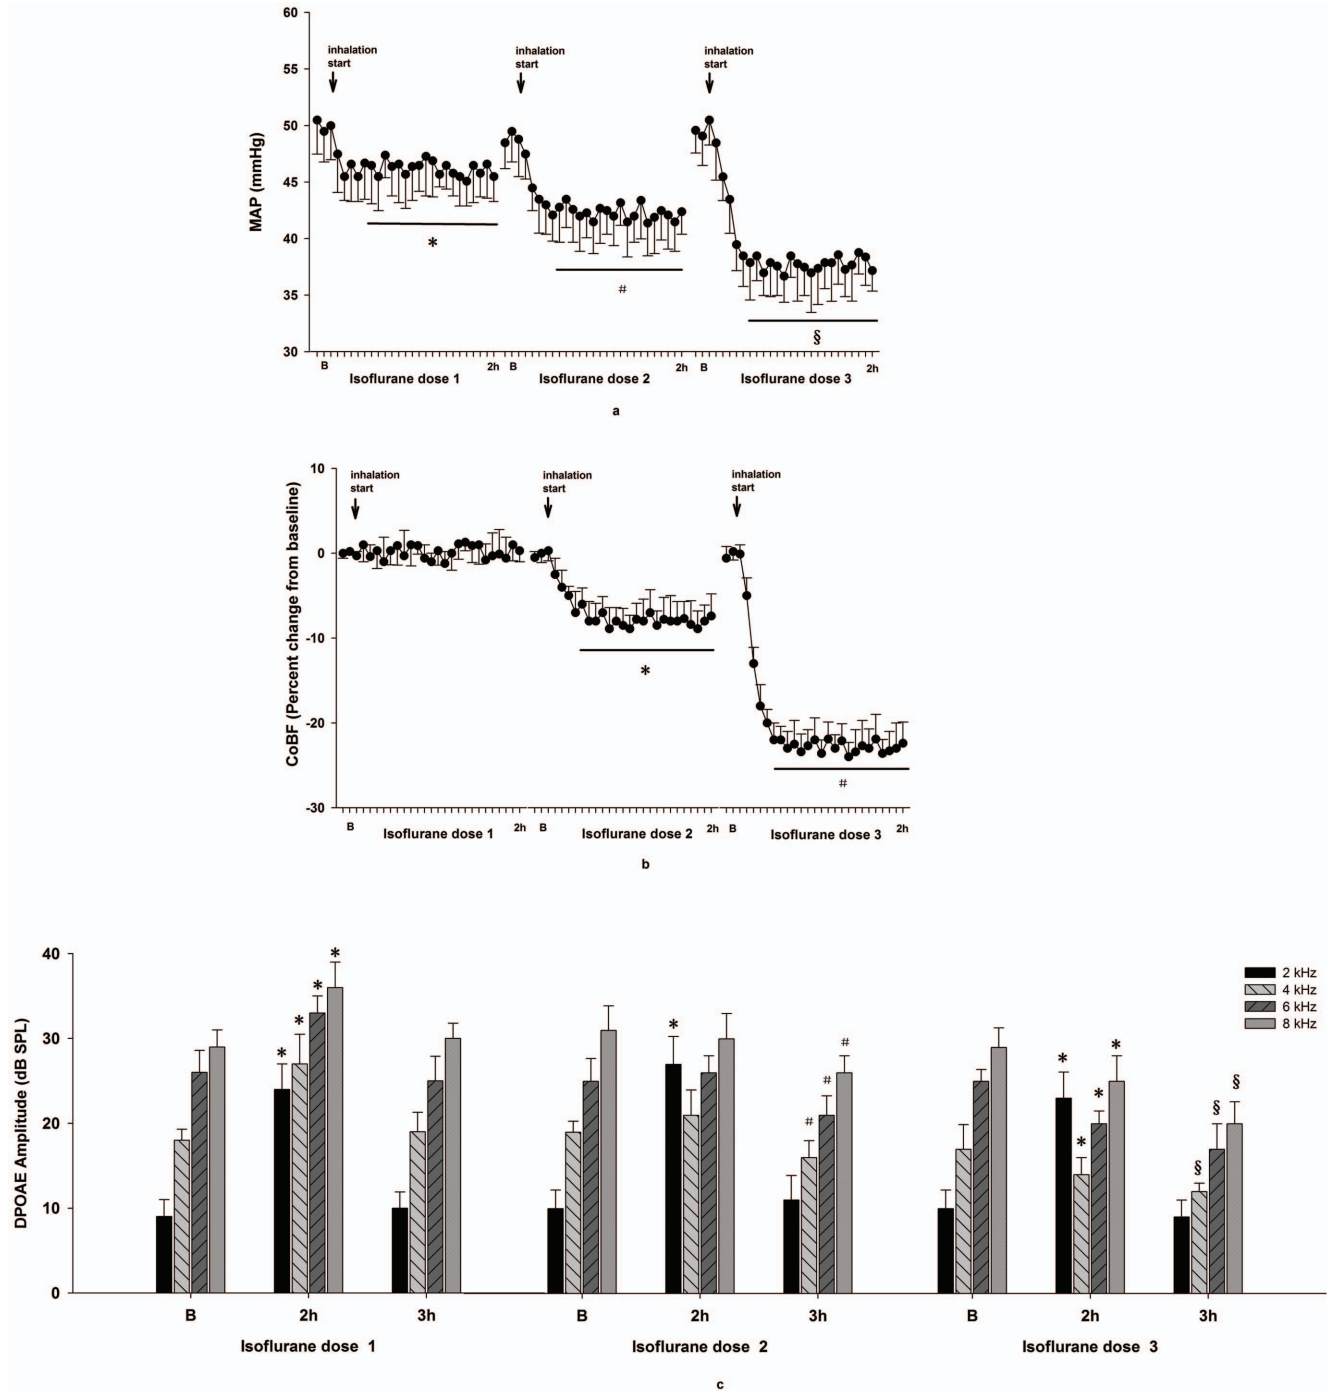 60
55
50
45
40
35
30
MAP (mmHg)
inhalation
start
inhalation
start
inhalation
start
*
#
§
B
2h
B
2h
B
2h
Isoflurane dose 1
Isoflurane dose 2
Isoflurane dose 3
a
10
0
-10
-20
-30
CoBF (Percent change from baseline)
inhalation
start
inhalation
start
inhalation
start
*
#
B
2h
B
2h
B
2h
Isoflurane dose 1
Isoflurane dose 2
Isoflurane dose 3
b
40
30
20
10
0
DPOAE Amplitude (dB SPL)
2 kHz
4 kHz
6 kHz
8 kHz
* * * *
*
# # #
* * * *
§ § §
B
2h
3h
B
2h
3h
B
2h
3h
Isoflurane dose 1
Isoflurane dose 2
Isoflurane dose 3
c